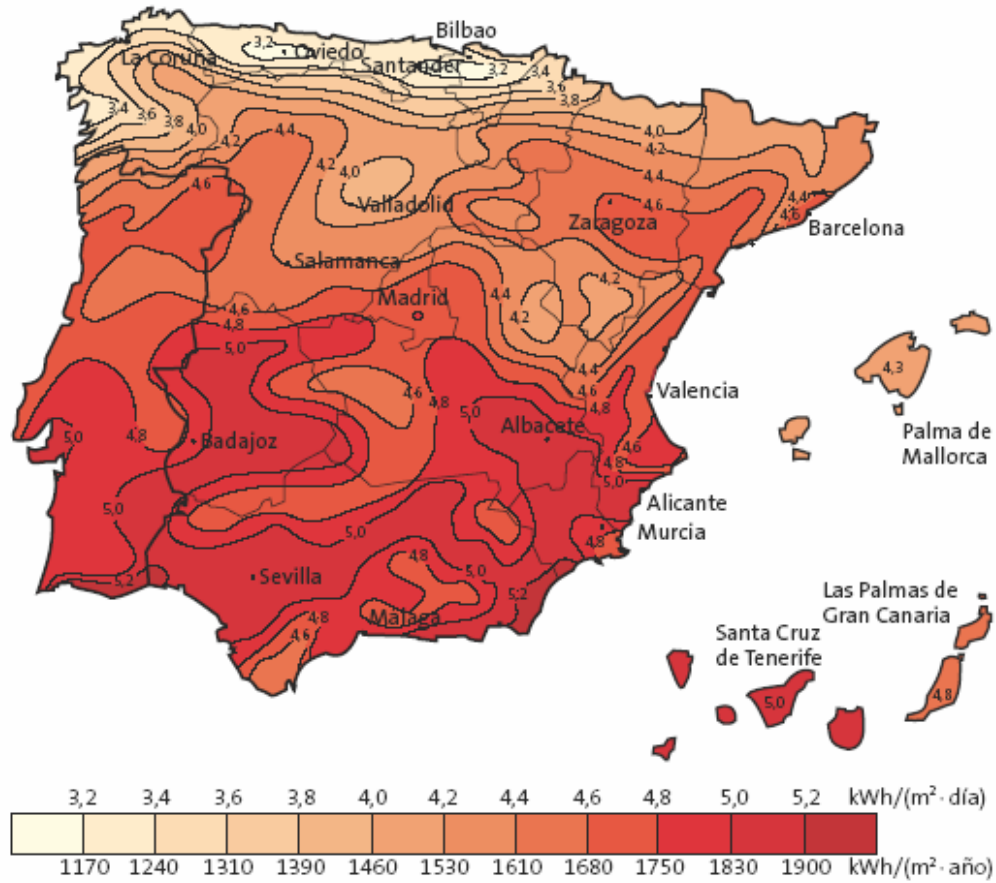 Bilbao
3,2
Oviedo
La Coruña
Santander
3,2
3,4
3,6
3,8
3,4
3,6
3,8
4,0
4,2
4,4
4,0
4,2
4,2
4,0
4,4
4,6
Valladolid
4,6
4,4
4,6
Zaragoza
Barcelona
Salamanca
4,2
Madrid
4,4
4,2
4,6
4,8
5,0
4,4
4,6
4,8
4,3
Valencia
4,6
4,8
5,0
Albacete
Palma de
Mallorca
5,0
4,8
Badajoz
4,6
4,8
5,0
Alicante
5,0
5,0
Murcia
4,8
4,8
5,0
5,2
Sevilla
5,2
Las Palmas de
Gran Canaria
4,8
Málaga
4,6
Santa Cruz
de Tenerife
4,8
5,0
3,2 3,4 3,6 3,8 4,0 4,2 4,4 4,6 4,8 5,0 5,2 kWh/(m²· día)
1170 1240 1310 1390 1460 1530 1610 1680 1750 1830 1900 kWh/(m²· año)